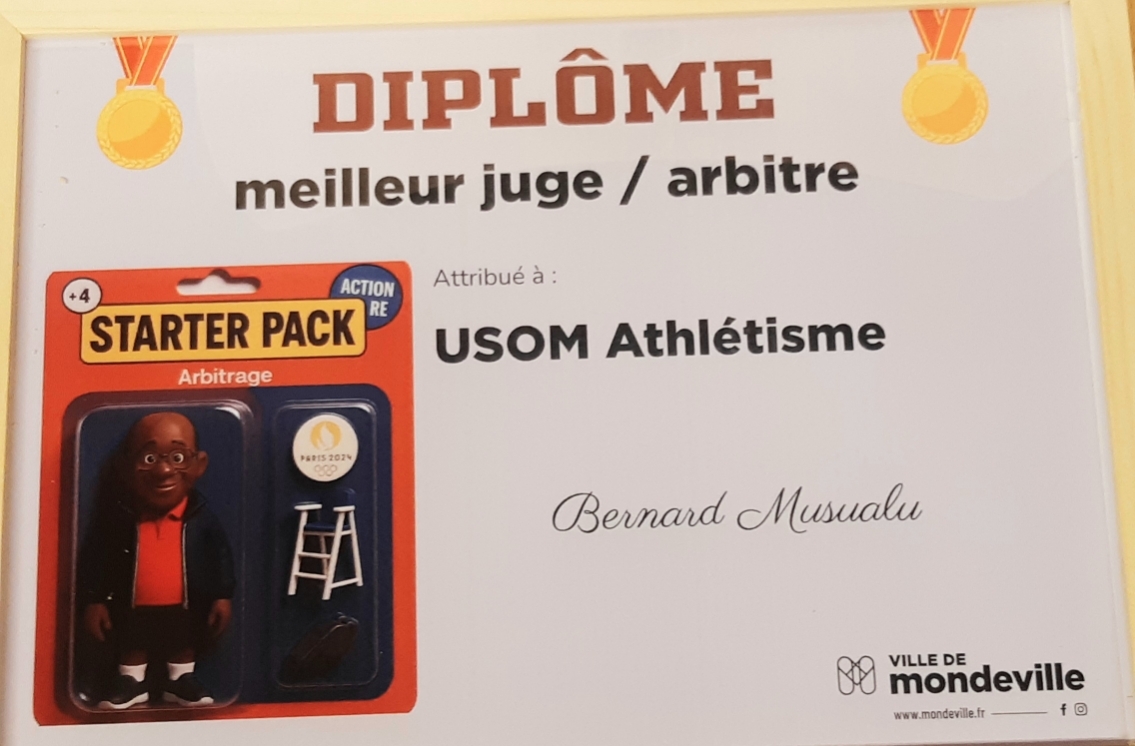 DIPLÔME
meilleur juge / arbitre
+4
ACTION
RE
STARTER PACK
Arbitrage
PARIS 2024
Attribué à :
USOM Athlétisme
Bernard Musualu
VILLE DE
mondeville
www.mondeville.fr